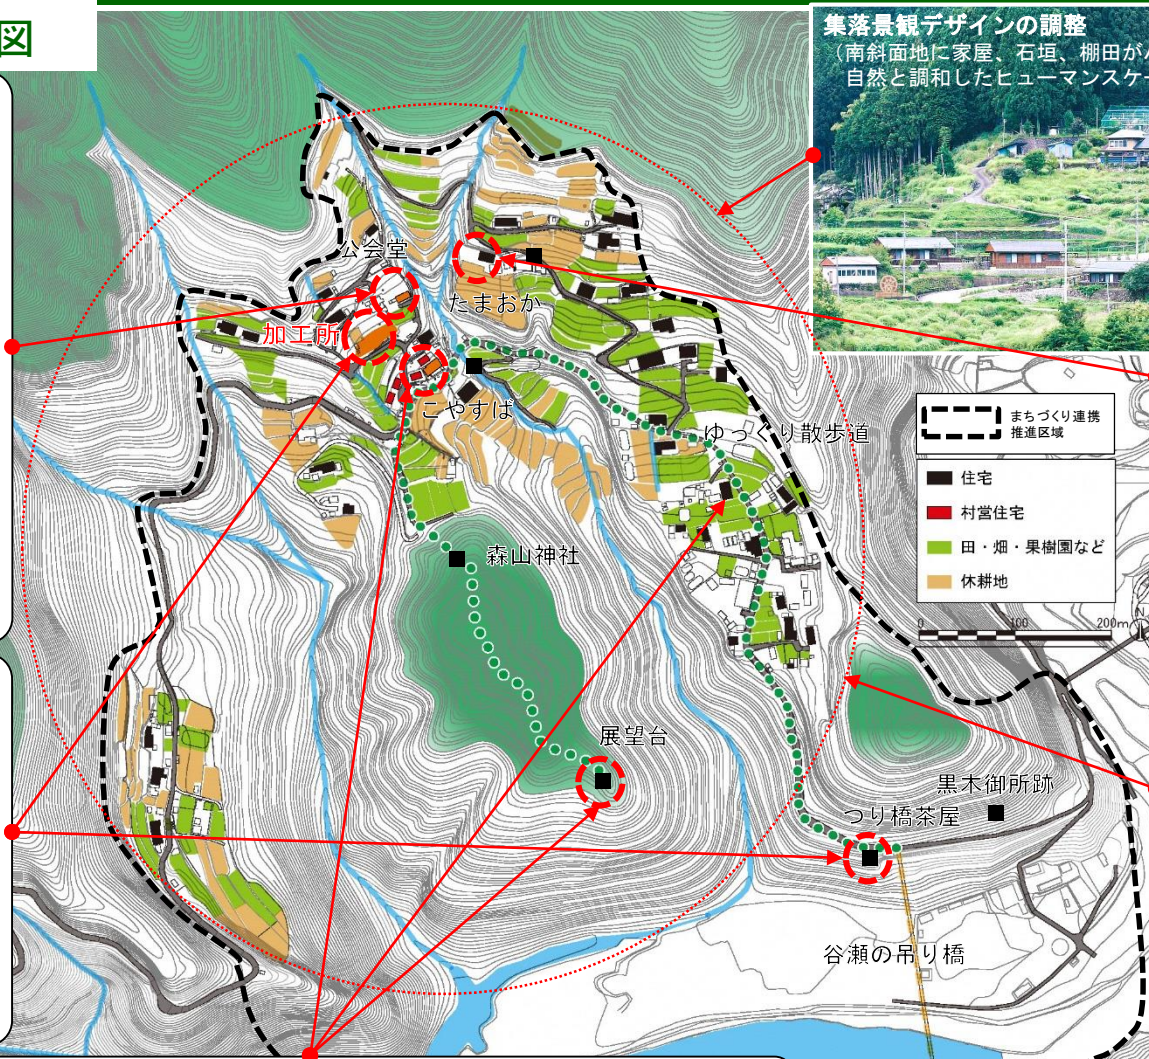 図
集落景観デザインの調整
（南斜面地に家屋、石垣、棚田が
自然と調和したヒューマンスケー
公会堂
たまおか
加工所
こやすば
ゆっくり散歩道
まちづくり連携
推進区域
住宅
村営住宅
田・畑・果樹園など
休耕地
0 100 200m
N
森山神社
展望台
黒木御所跡
つり橋茶屋
谷瀬の吊り橋